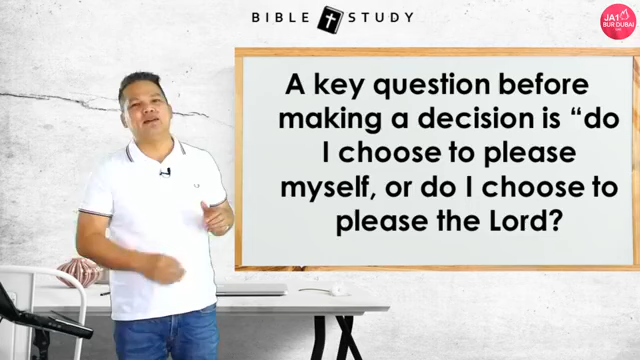 BIBLE STUDY
JA1
BUR DUBAI
A key question before
making a decision is “do
I choose to please
myself, or do I choose to
please the Lord?